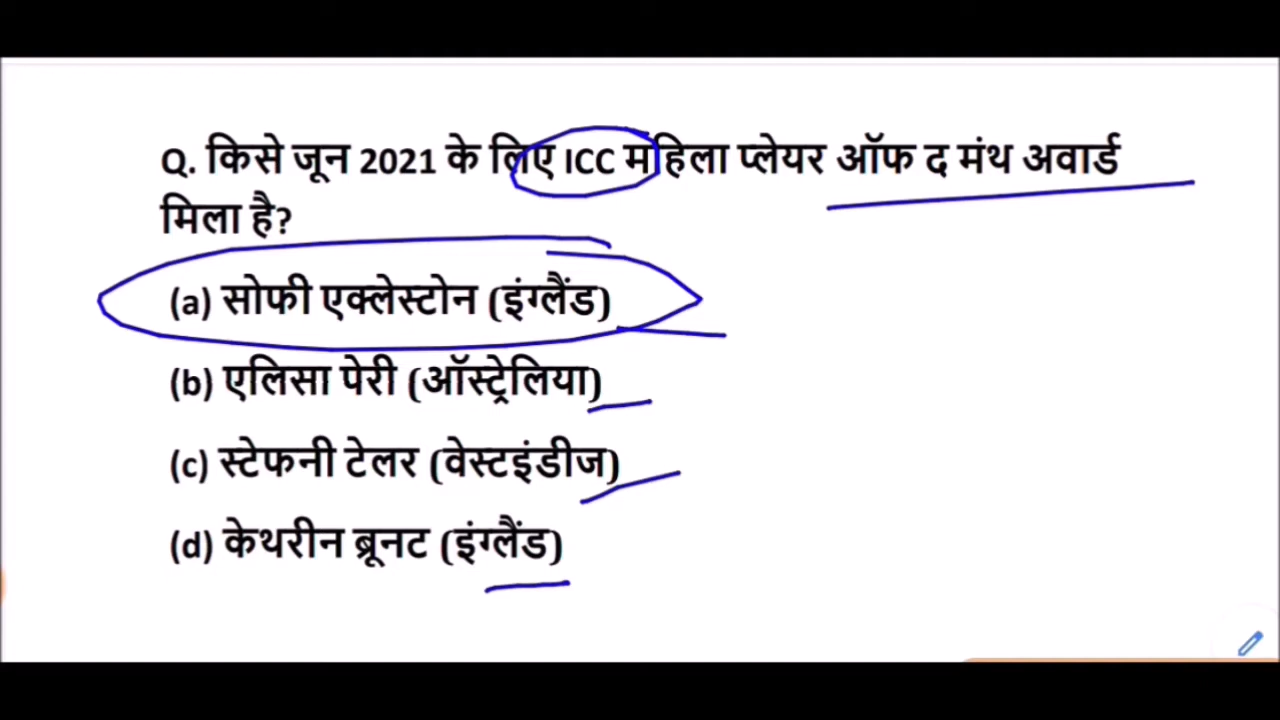 Q. किसे जून 2021 के लिए ICC महिला प्लेयर ऑफ द मंथ अवार्ड
मिला है?
(a) सोफी एक्लेस्टोन (इंग्लैंड)
(b) एलिसा पेरी (ऑस्ट्रेलिया)
(c) स्टेफनी टेलर (वेस्टइंडीज)
(d) केथरीन ब्रूनट (इंग्लैंड)